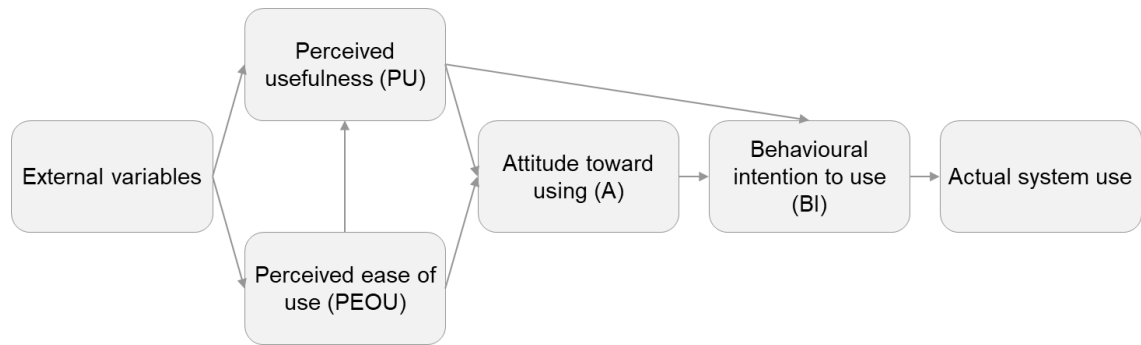 Perceived
usefulness (PU)
External variables
Attitude toward
using (A)
Behavioural
intention to use
(BI)
Actual system use
Perceived ease of
use (PEOU)